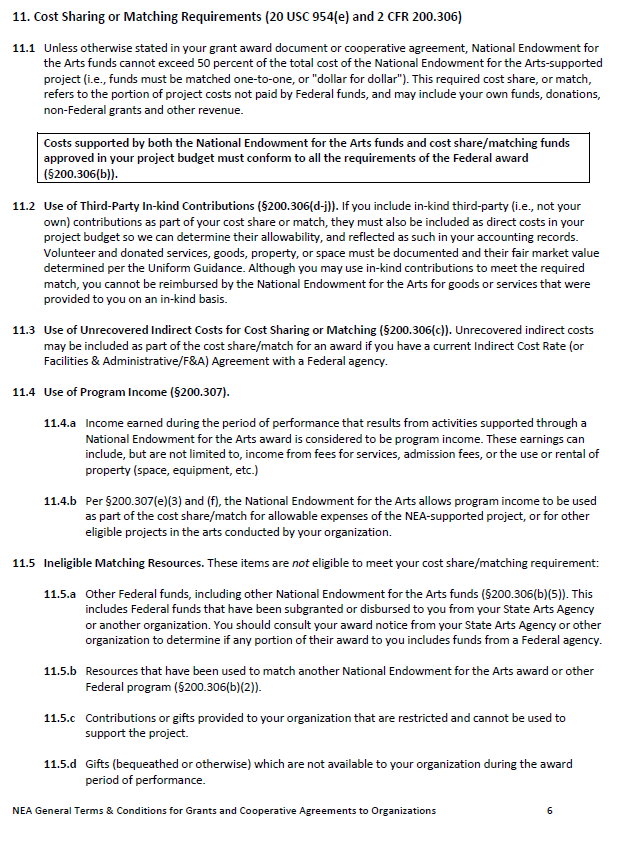 11. Cost Sharing or Matching Requirements (20 USC 954(e) and 2 CFR 200.306)
11.1 Unless otherwise stated in your grant award document or cooperative agreement, National Endowment for
the Arts funds cannot exceed 50 percent of the total cost of the National Endowment for the Arts-supported
project (i.e., funds must be matched one-to-one, or "dollar for dollar"). This required cost share, or match,
refers to the portion of project costs not paid by Federal funds, and may include your own funds, donations,
non-Federal grants and other revenue.
Costs supported by both the National Endowment for the Arts funds and cost share/matching funds
approved in your project budget must conform to all the requirements of the Federal award
(§200.306(b)).
11.2 Use of Third-Party In-kind Contributions (§200.306(d-j)). If you include in-kind third-party (i.e., not your
own) contributions as part of your cost share or match, they must also be included as direct costs in your
project budget so we can determine their allowability, and reflected as such in your accounting records.
Volunteer and donated services, goods, property, or space must be documented and their fair market value
determined per the Uniform Guidance. Although you may use in-kind contributions to meet the required
match, you cannot be reimbursed by the National Endowment for the Arts for goods or services that were
provided to you on an in-kind basis.
11.3 Use of Unrecovered Indirect Costs for Cost Sharing or Matching (§200.306(c)). Unrecovered indirect costs
may be included as part of the cost share/match for an award if you have a current Indirect Cost Rate (or
Facilities & Administrative/F&A) Agreement with a Federal agency.
11.4 Use of Program Income (§200.307).
11.4.a Income earned during the period of performance that results from activities supported through a
National Endowment for the Arts award is considered to be program income. These earnings can
include, but are not limited to, income from fees for services, admission fees, or the use or rental of
property (space, equipment, etc.)
11.4.b Per §200.307(e)(3) and (f), the National Endowment for the Arts allows program income to be used
as part of the cost share/match for allowable expenses of the NEA-supported project, or for other
eligible projects in the arts conducted by your organization.
11.5 Ineligible Matching Resources. These items are not eligible to meet your cost share/matching requirement:
11.5.a Other Federal funds, including other National Endowment for the Arts funds (§200.306(b)(5)). This
includes Federal funds that have been subgranted or disbursed to you from your State Arts Agency
or another organization. You should consult your award notice from your State Arts Agency or other
organization to determine if any portion of their award to you includes funds from a Federal agency.
11.5.b Resources that have been used to match another National Endowment for the Arts award or other
Federal program (§200.306(b)(2)).
11.5.c Contributions or gifts provided to your organization that are restricted and cannot be used to
support the project.
11.5.d Gifts (bequeathed or otherwise) which are not available to your organization during the award
period of performance.
NEA General Terms & Conditions for Grants and Cooperative Agreements to Organizations 6